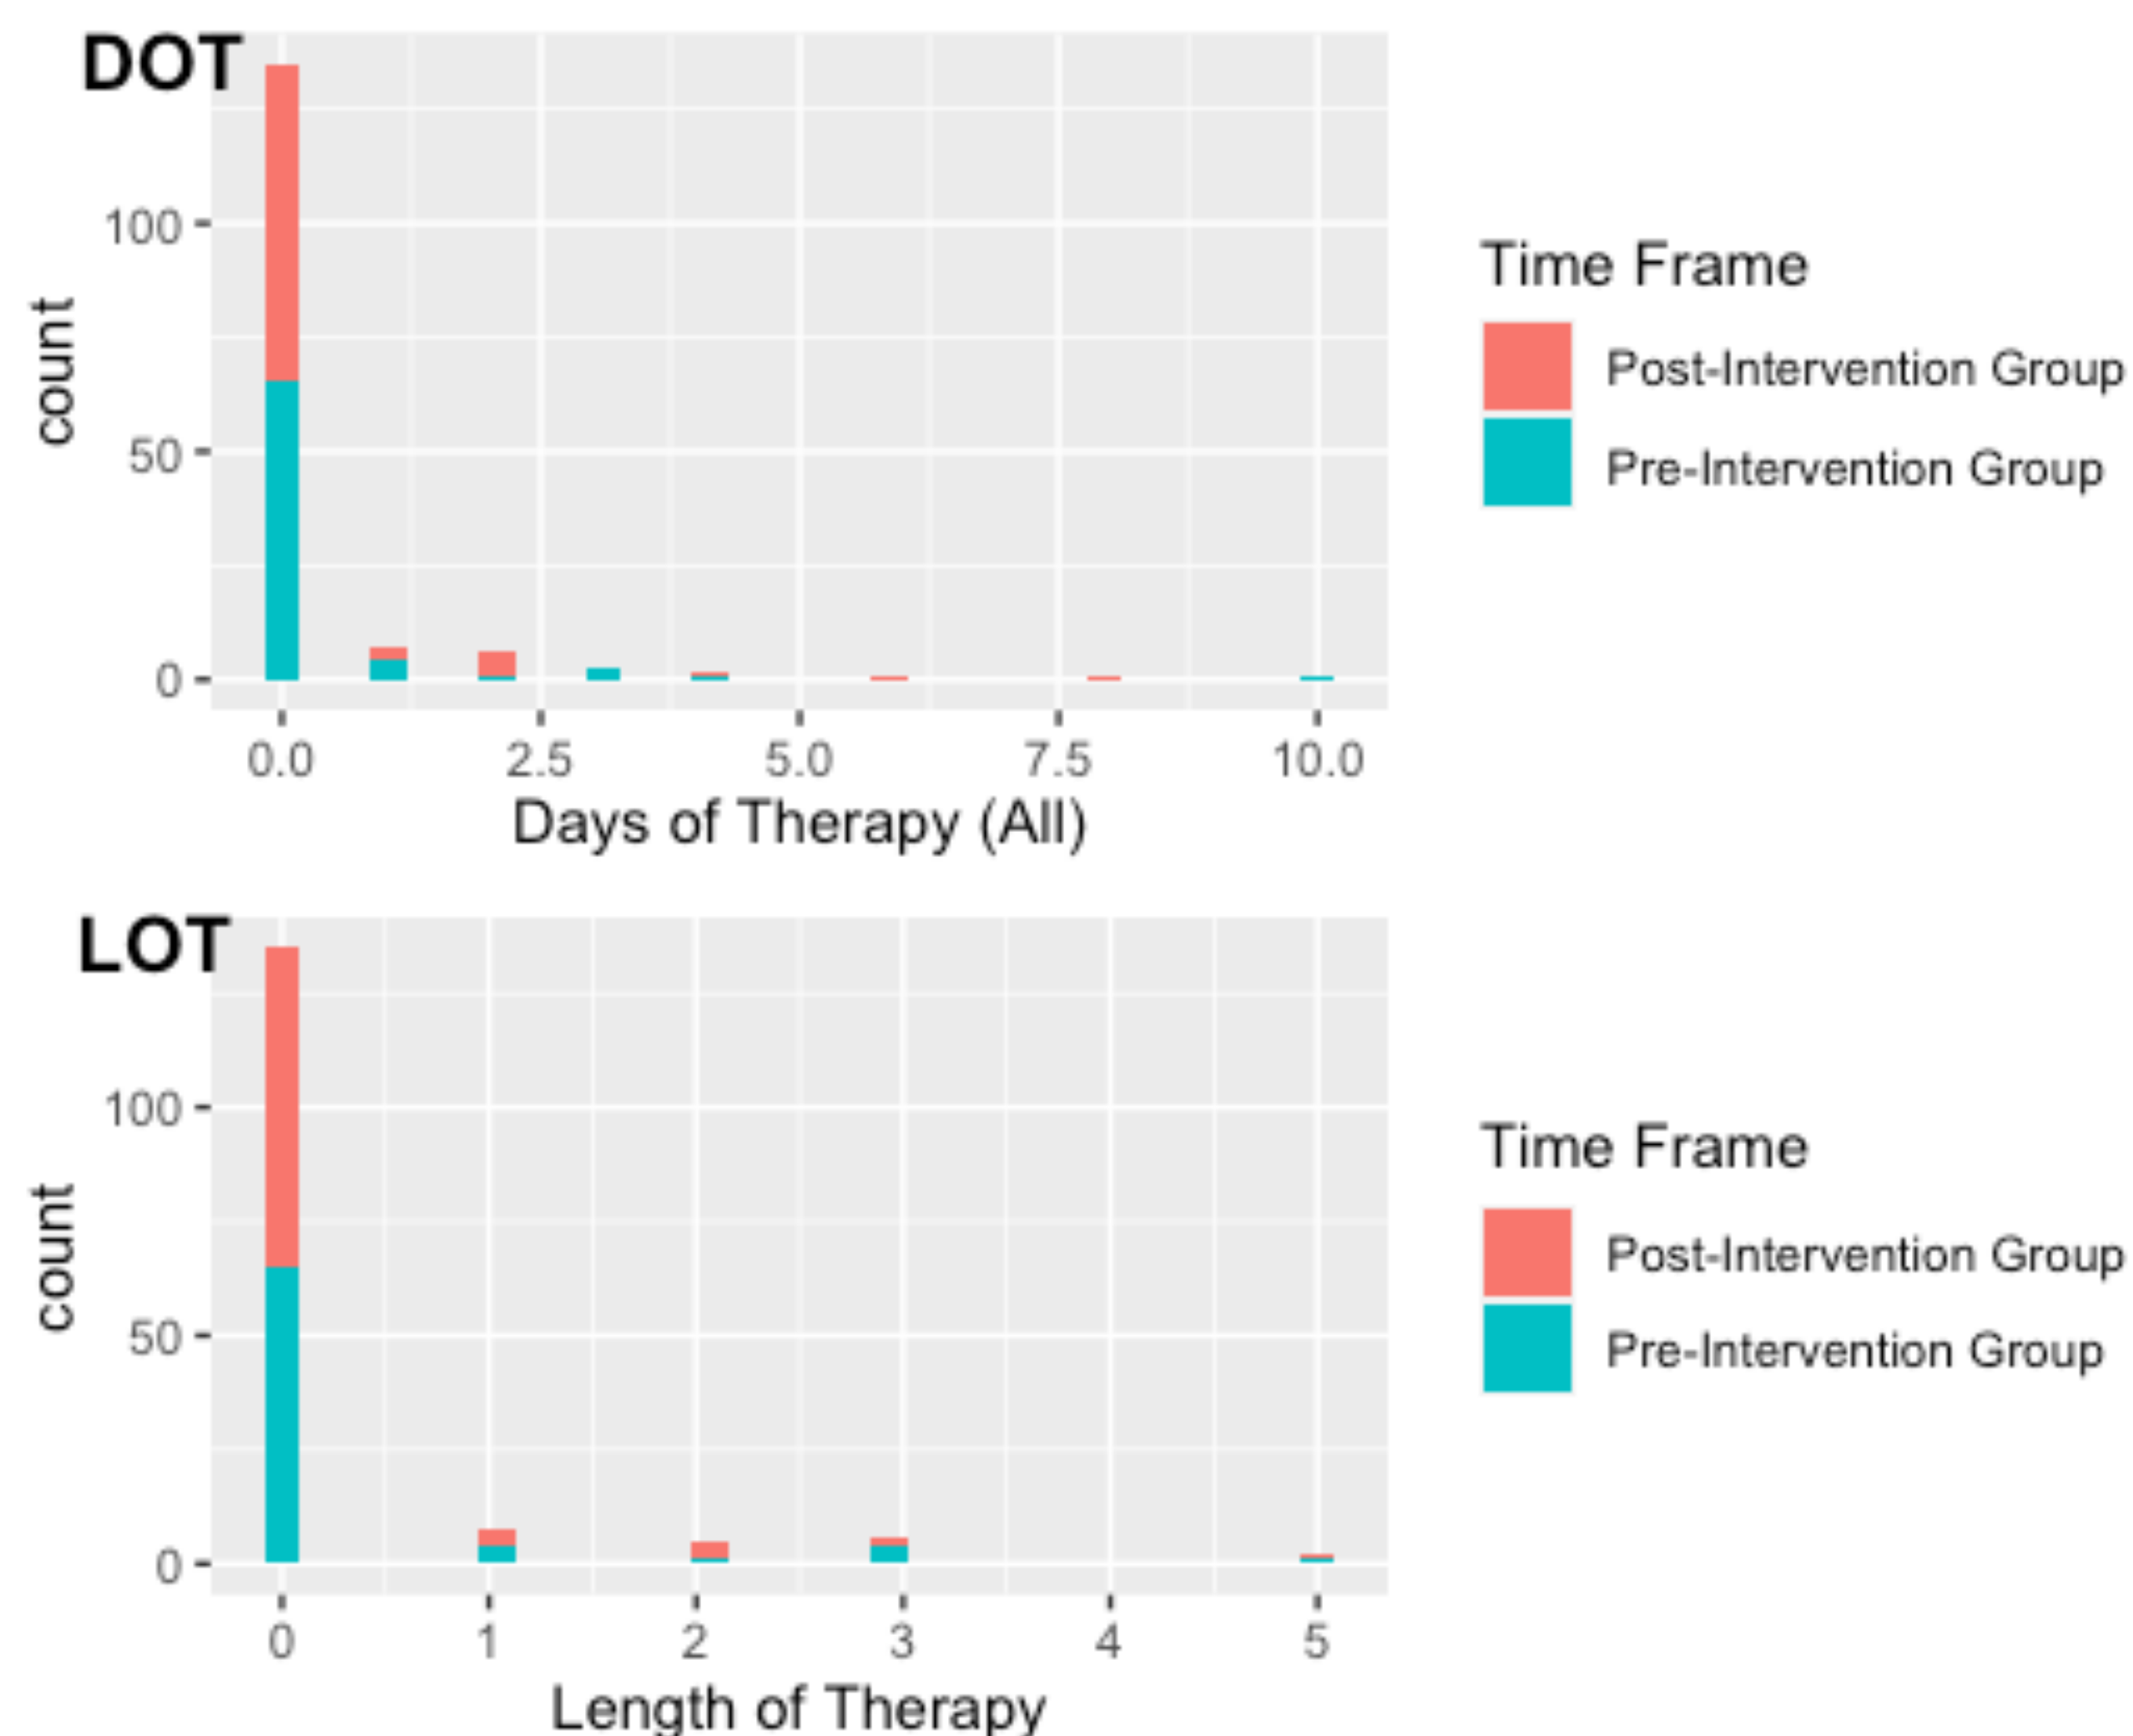 DOT
count
100
50
0
0.0 2.5 5.0 7.5 10.0
Days of Therapy (All)
Time Frame
Post-Intervention Group
Pre-Intervention Group
LOT
count
100
50
0
0 1 2 3 4 5
Length of Therapy
Time Frame
Post-Intervention Group
Pre-Intervention Group